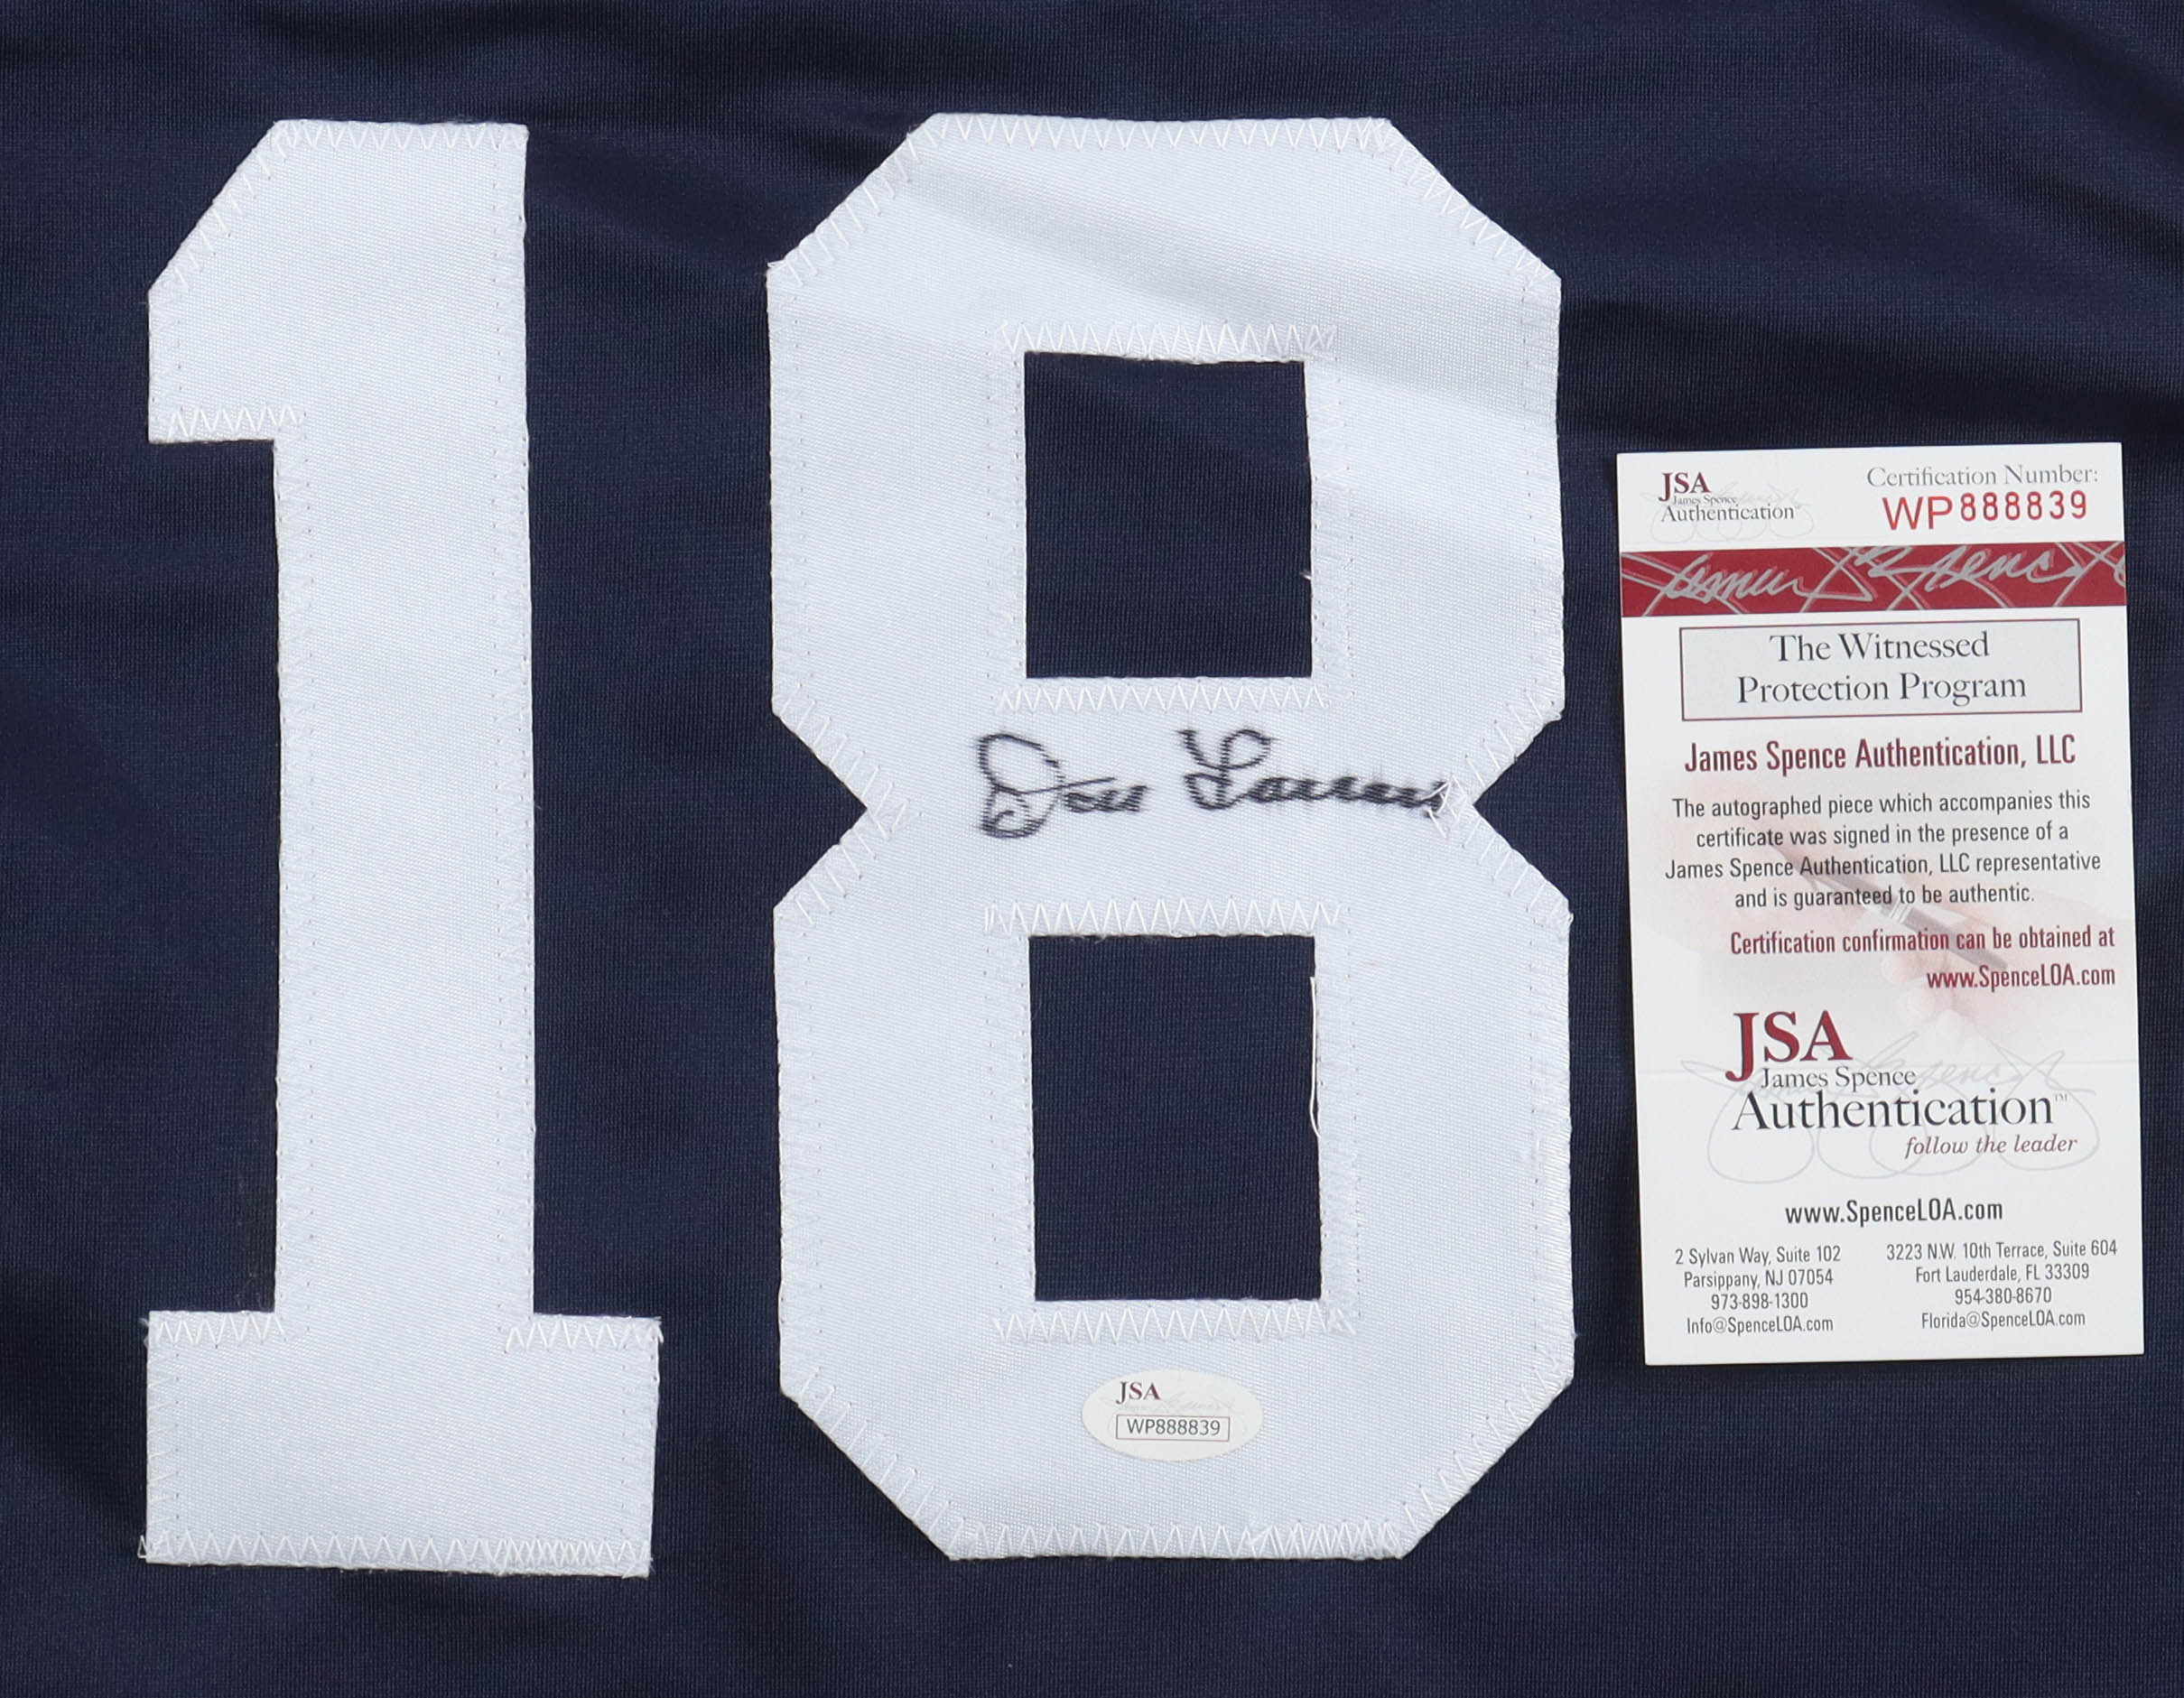 18
Don Larsen
JSA
WP888839
JSA
James Spence
Authentication
Certification Number:
WP888839
James Spence
The Witnessed
Protection Program
James Spence Authentication, LLC
The autographed piece which accompanies this
certificate was signed in the presence of a
James Spence Authentication, LLC representative
and is guaranteed to be authentic.
Certification confirmation can be obtained at
www.SpenceLOA.com
JSA
James Spence
Authentication™
follow the leader
www.SpenceLOA.com
2 Sylvan Way, Suite 102
Parsippany, NJ 07054
973-898-1300
Info@SpenceLOA.com
3223 N.W. 10th Terrace, Suite 604
Fort Lauderdale, FL 33309
954-380-8670
Florida@SpenceLOA.com